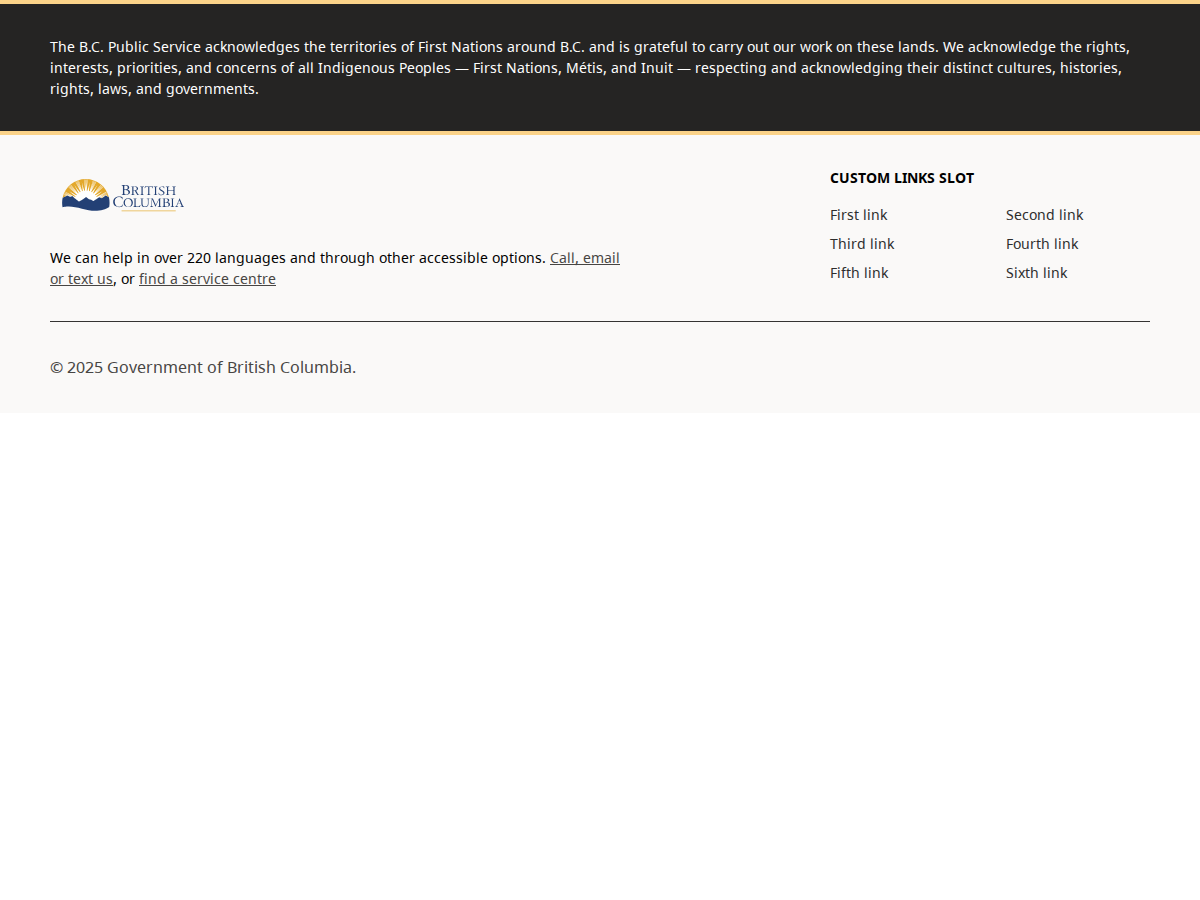 The B.C. Public Service acknowledges the territories of First Nations around B.C. and is grateful to carry out our work on these lands. We acknowledge the rights,
interests, priorities, and concerns of all Indigenous Peoples — First Nations, Métis, and Inuit — respecting and acknowledging their distinct cultures, histories,
rights, laws, and governments.
BRITISH
COLUMBIA
We can help in over 220 languages and through other accessible options. Call, email
or text us, or find a service centre
CUSTOM LINKS SLOT
First link
Second link
Third link
Fourth link
Fifth link
Sixth link
© 2025 Government of British Columbia.